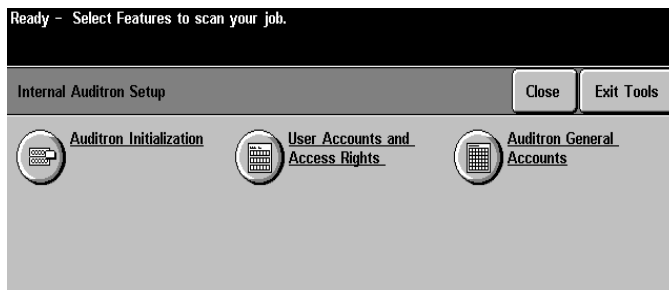 Ready – Select Features to scan your job.
Internal Auditron Setup
Close
Exit Tools
Auditron Initialization
User Accounts and
Access Rights
Auditron General
Accounts